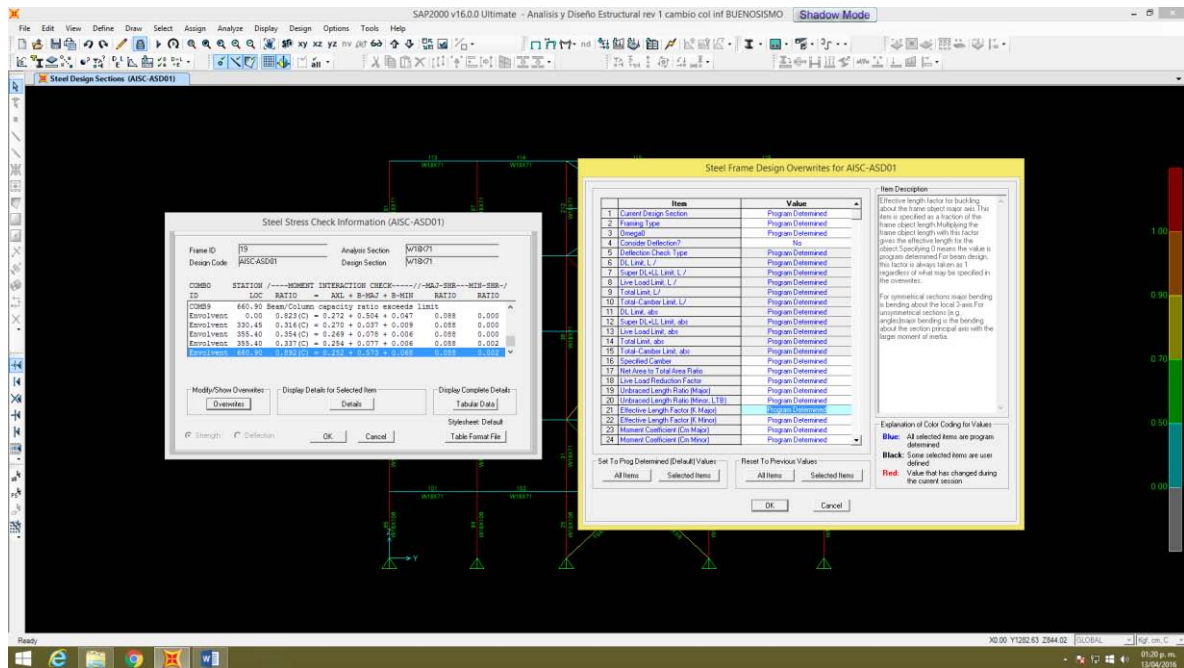 SAP2000 v16.0.0 Ultimate - Analisis y Diseño Estructural rev 1 cambio col inf BUENOSISMO
Shadow Mode
File Edit View Define Draw Select Assign Analyze Display Design Options Tools Help
xy xz yz nv
all
nd
Steel Design Sections (AISC-ASD01)
113
W18X71
114
W18X71
Steel Stress Check Information (AISC-ASD01)
Frame ID 19 Analysis Section W18X71
Design Code AISC-ASD01 Design Section W18X71
COMBO STATION /----MOMENT INTERACTION CHECK-----//-MAJ-SHR---MIN-SHR-/
ID LOC RATIO = AXL + B-MAJ + B-MIN RATIO RATIO
COMB9 660.90 Beam/Column capacity ratio exceeds limit
Envolvent 0.00 0.823(C) = 0.272 + 0.504 + 0.047 0.088 0.000
Envolvent 330.45 0.316(C) = 0.270 + 0.037 + 0.009 0.088 0.000
Envolvent 355.40 0.354(C) = 0.269 + 0.078 + 0.006 0.088 0.000
Envolvent 355.40 0.337(C) = 0.254 + 0.077 + 0.006 0.088 0.002
Envolvent 660.90 0.892(C) = 0.252 + 0.573 + 0.068 0.088 0.002
Modify/Show Overwrites
Overwrites
Display Details for Selected Item
Details
Display Complete Details
Tabular Data
Strength
Deflection
OK
Cancel
Stylesheet: Default
Table Format File
101
W18X71
102
W18X71
Y
Steel Frame Design Overwrites for AISC-ASD01
Item Value
1 Current Design Section Program Determined
2 Framing Type Program Determined
3 Omega0 Program Determined
4 Consider Deflection? No
5 Deflection Check Type Program Determined
6 DL Limit, L / Program Determined
7 Super DL+LL Limit, L / Program Determined
8 Live Load Limit, L / Program Determined
9 Total Limit, L / Program Determined
10 Total-Camber Limit, L/ Program Determined
11 DL Limit, abs Program Determined
12 Super DL+LL Limit, abs Program Determined
13 Live Load Limit, abs Program Determined
14 Total Limit, abs Program Determined
15 Total-Camber Limit, abs Program Determined
16 Specified Camber Program Determined
17 Net Area to Total Area Ratio Program Determined
18 Live Load Reduction Factor Program Determined
19 Unbraced Length Ratio (Major) Program Determined
20 Unbraced Length Ratio (Minor, LTB) Program Determined
21 Effective Length Factor (K Major) Program Determined
22 Effective Length Factor (K Minor) Program Determined
23 Moment Coefficient (Cm Major) Program Determined
24 Moment Coefficient (Cm Minor) Program Determined
Set To Prog Determined (Default) Values
All Items
Selected Items
Reset To Previous Values
All Items
Selected Items
OK
Cancel
Item Description
Effective length factor for buckling
about the frame object major axis. This
item is specified as a fraction of the
frame object length. Multiplying the
frame object length with this factor
gives the effective length for the
object. Specifying 0 means the value is
program determined. For beam design,
this factor is always taken as 1
regardless of what may be specified in
the overwrites.
For symmetrical sections major bending
is bending about the local 3-axis. For
unsymmetrical sections (e.g.,
angles) major bending is the bending
about the section principal axis with the
larger moment of inertia.
Explanation of Color Coding for Values
Blue: All selected items are program
determined
Black: Some selected items are user
defined
Red: Value that has changed during
the current session
1.00
0.90
0.70
0.50
0.00
Ready
X0.00 Y1282.63 Z844.02
GLOBAL
Kgf, cm, C
01:20 p. m.
13/04/2016